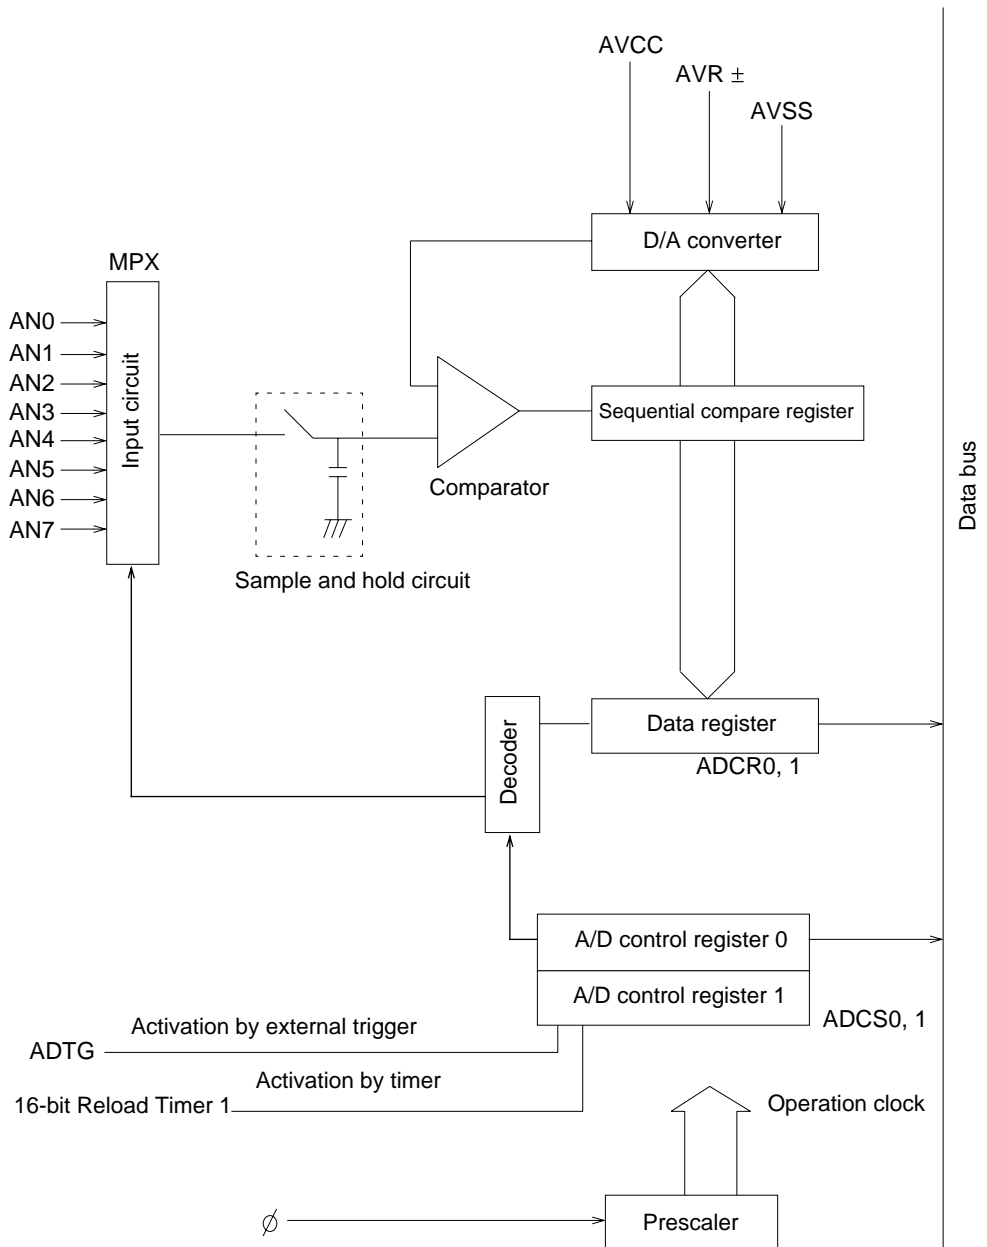 AVCC
AVR ±
AVSS
D/A converter
MPX
AN0
AN1
AN2
AN3
AN4
AN5
AN6
AN7
Input circuit
Sequential compare register
Comparator
Sample and hold circuit
Data bus
Decoder
Data register
ADCR0, 1
A/D control register 0
A/D control register 1
ADCS0, 1
Activation by external trigger
ADTG
Activation by timer
16-bit Reload Timer 1
Operation clock
ø
Prescaler